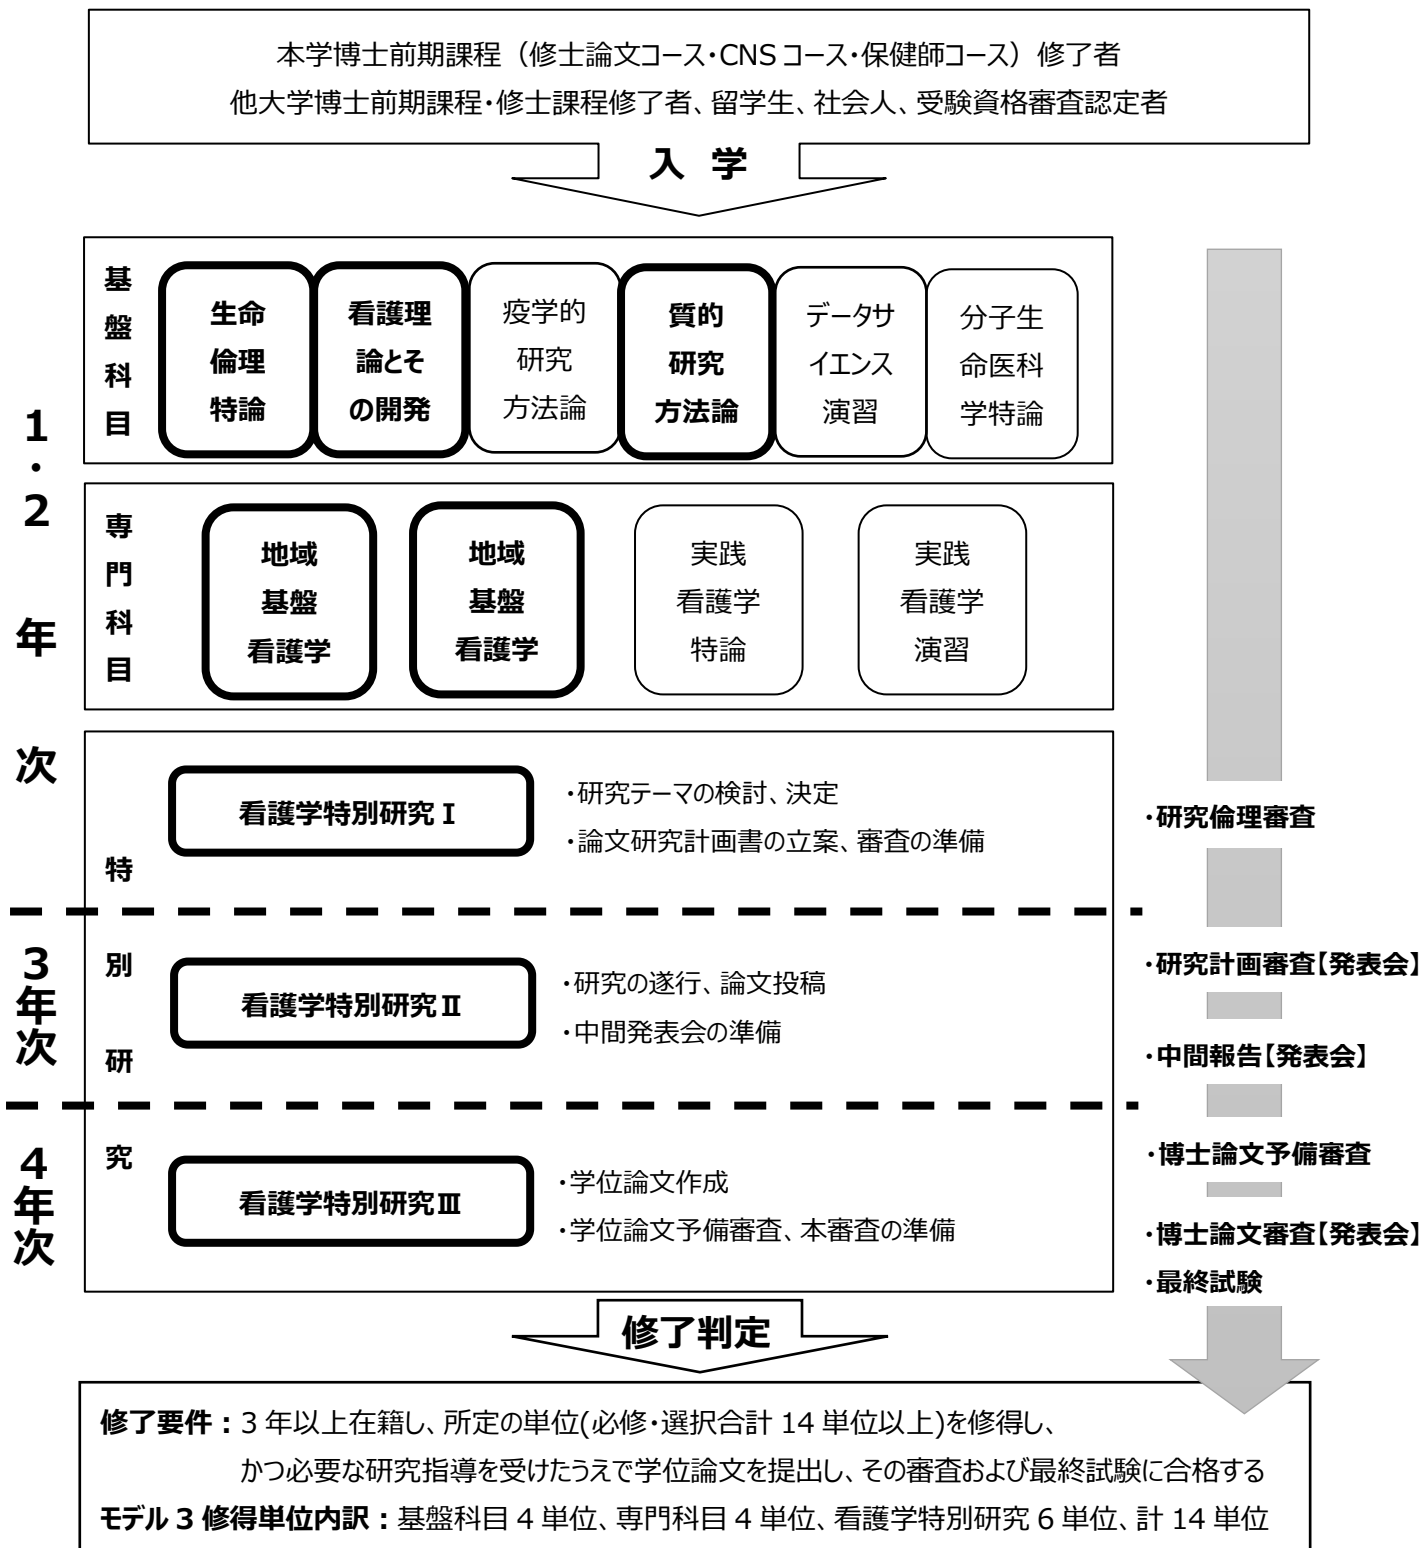 本学博士前期課程（修士論文コース・CNSコース・保健師コース）修了者
他大学博士前期課程・修士課程修了者、留学生、社会人、受験資格審査認定者
入 学
1・2年次
基盤科目
生命
倫理
特論
看護理
論とそ
の開発
疫学的
研究
方法論
質的
研究
方法論
データサ
イエンス
演習
分子生
命医科
学特論
専門科目
地域
基盤
看護学
地域
基盤
看護学
実践
看護学
特論
実践
看護学
演習
特別研究
看護学特別研究Ⅰ
・研究テーマの検討、決定
・論文研究計画書の立案、審査の準備
・研究倫理審査
3年次
看護学特別研究Ⅱ
・研究の遂行、論文投稿
・中間発表会の準備
・研究計画審査【発表会】
・中間報告【発表会】
4年次
看護学特別研究Ⅲ
・学位論文作成
・学位論文予備審査、本審査の準備
・博士論文予備審査
・博士論文審査【発表会】
・最終試験
修了判定
修了要件：3年以上在籍し、所定の単位(必修・選択合計14単位以上)を修得し、
かつ必要な研究指導を受けたうえで学位論文を提出し、その審査および最終試験に合格する
モデル3修得単位内訳：基盤科目4単位、専門科目4単位、看護学特別研究6単位、計14単位